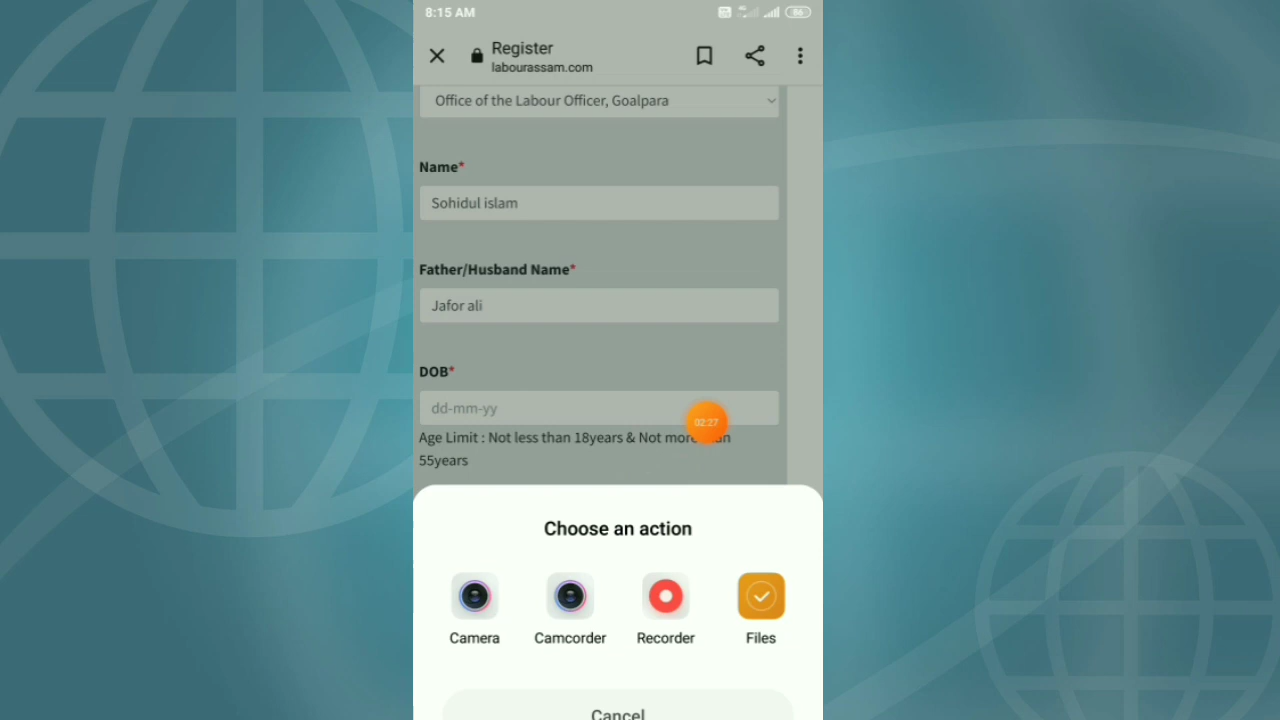 8:15 AM
4G
56
Register
labourassam.com
Office of the Labour Officer, Goalpara
Name*
Sohidul islam
Father/Husband Name*
Jafor ali
DOB*
dd-mm-yy
02:27
Age Limit : Not less than 18years & Not more than
55years
Choose an action
Camera Camcorder Recorder Files
Cancel